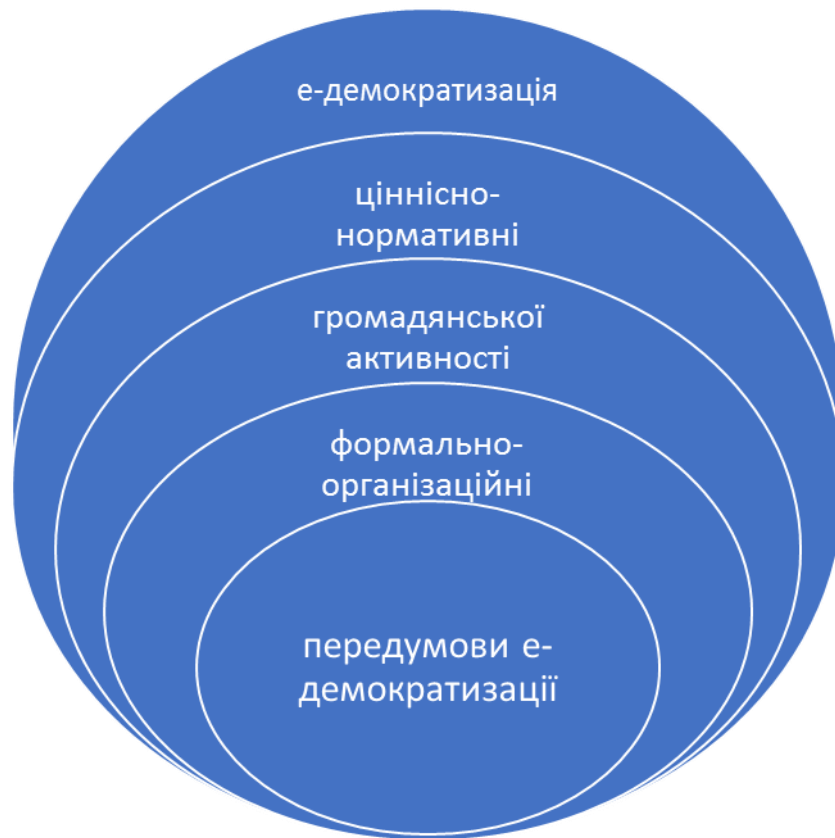 е-демократизація
ціннісно-
нормативні
громадянської
активності
формально-
організаційні
передумови е-
демократизації